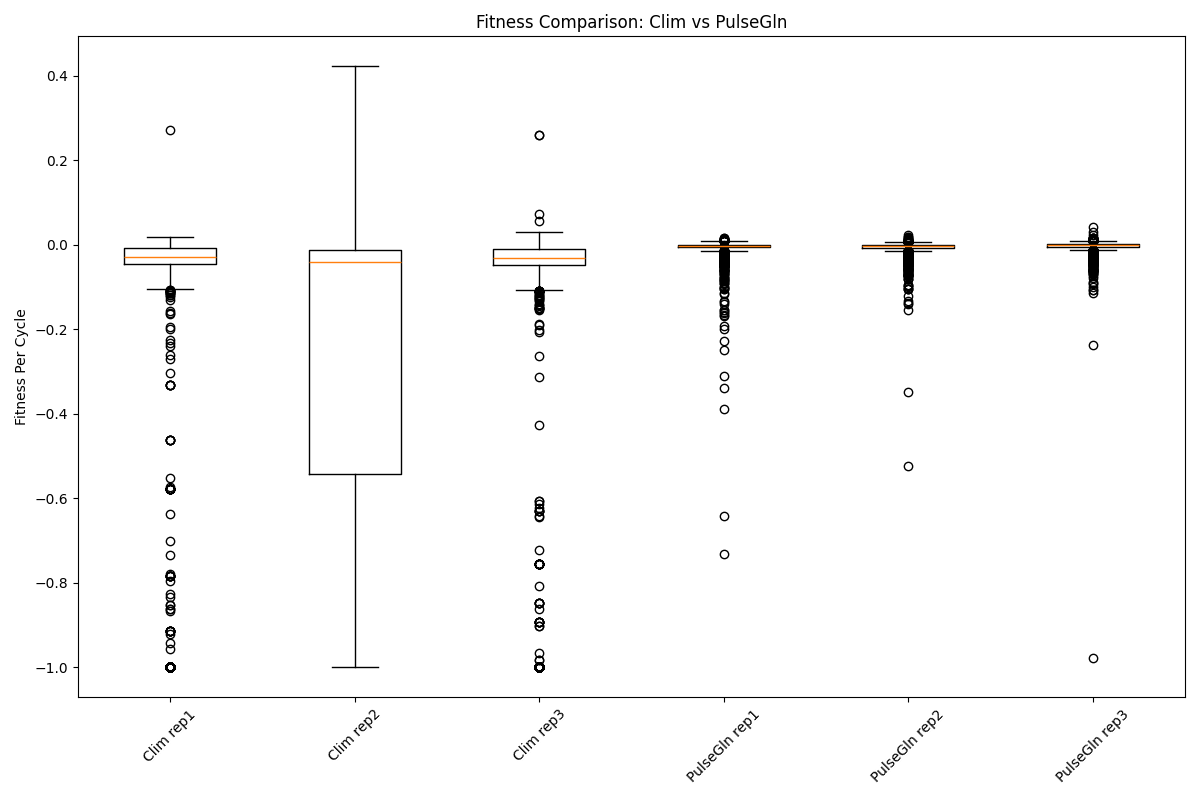 Fitness Comparison: Clim vs PulseGln
Fitness Per Cycle
0.4
0.2
0.0
−0.2
−0.4
−0.6
−0.8
−1.0
Clim rep1
Clim rep2
Clim rep3
PulseGln rep1
PulseGln rep2
PulseGln rep3